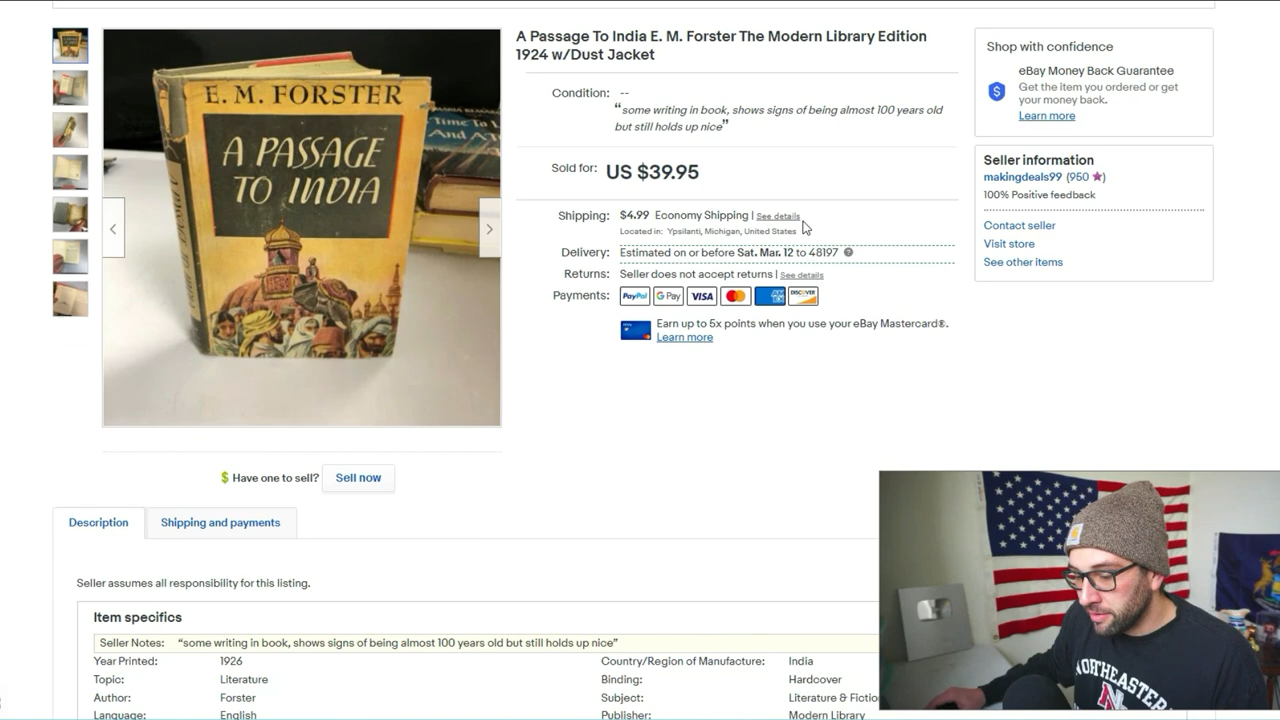 A Passage To India E. M. Forster The Modern Library Edition
1924 w/Dust Jacket
Condition: --
“some writing in book, shows signs of being almost 100 years old
but still holds up nice”
Sold for: US $39.95
Shipping: $4.99 Economy Shipping | See details
Located in: Ypsilanti, Michigan, United States
Delivery: Estimated on or before Sat. Mar. 12 to 48197
Returns: Seller does not accept returns | See details
Payments: PayPal G Pay VISA DISCOVER
Earn up to 5x points when you use your eBay Mastercard®.
Learn more
Shop with confidence
eBay Money Back Guarantee
Get the item you ordered or get
your money back.
Learn more
Seller information
makingdeals99 (950 )
100% Positive feedback
Contact seller
Visit store
See other items
E. M. FORSTER
A PASSAGE
TO INDIA
$ Have one to sell? Sell now
Description Shipping and payments
Seller assumes all responsibility for this listing.
Item specifics
Seller Notes: “some writing in book, shows signs of being almost 100 years old but still holds up nice”
Year Printed: 1926 Country/Region of Manufacture: India
Topic: Literature Binding: Hardcover
Author: Forster Subject: Literature & Fictio
Language: English Publisher: Modern Library
NORTHEASTER
N